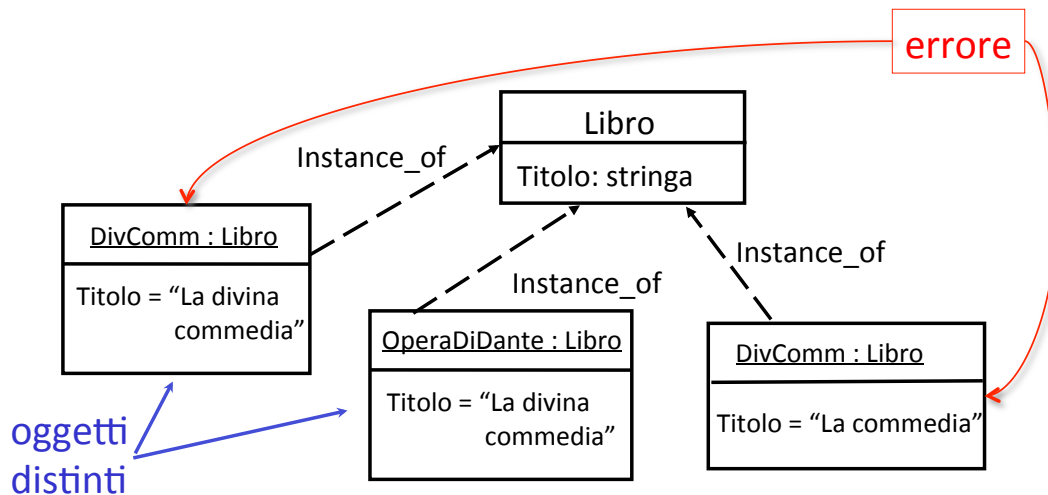 errore
Libro
Titolo: stringa
Instance_of
DivComm : Libro
Titolo = “La divina
commedia”
Instance_of
OperaDiDante : Libro
Titolo = “La divina
commedia”
Instance_of
DivComm : Libro
Titolo = “La commedia”
oggetti
distinti